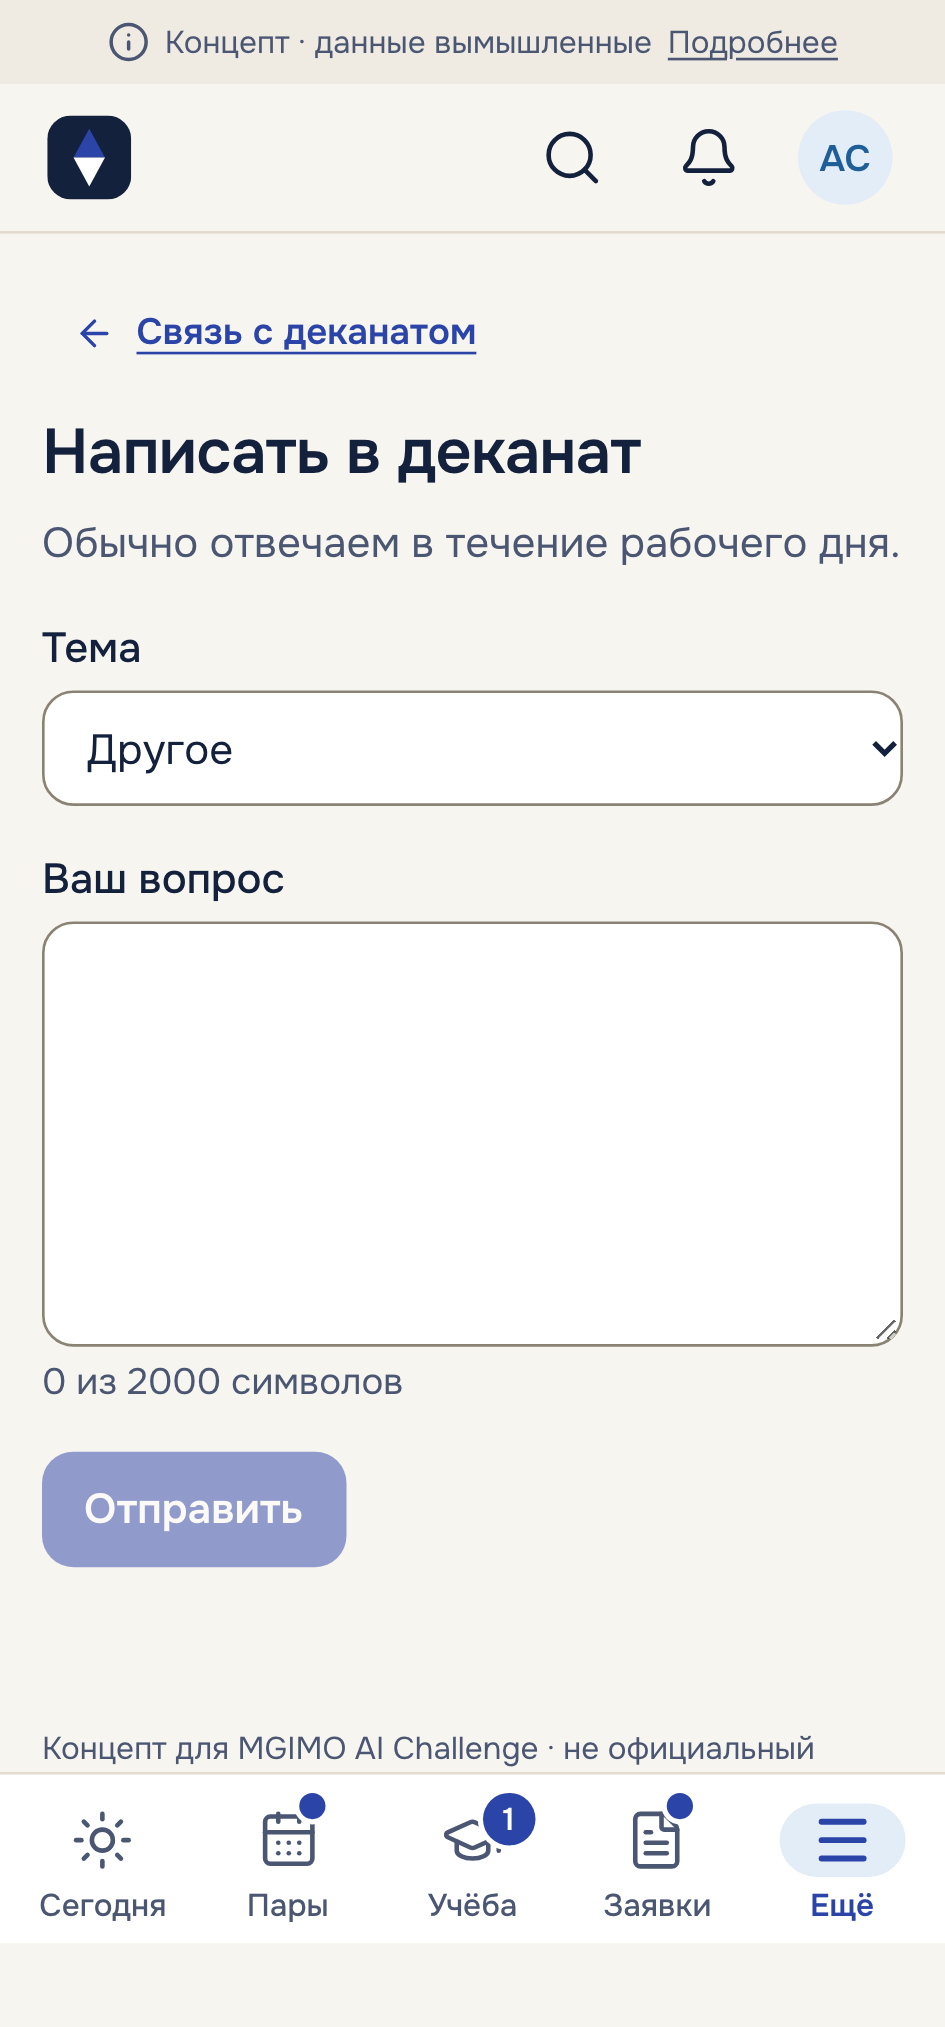 Концепт · данные вымышленные Подробнее
АС
Связь с деканатом
Написать в деканат
Обычно отвечаем в течение рабочего дня.
Тема
Другое
Ваш вопрос
0 из 2000 символов
Отправить
Концепт для MGIMO AI Challenge · не официальный
1
Сегодня Пары Учёба Заявки Ещё